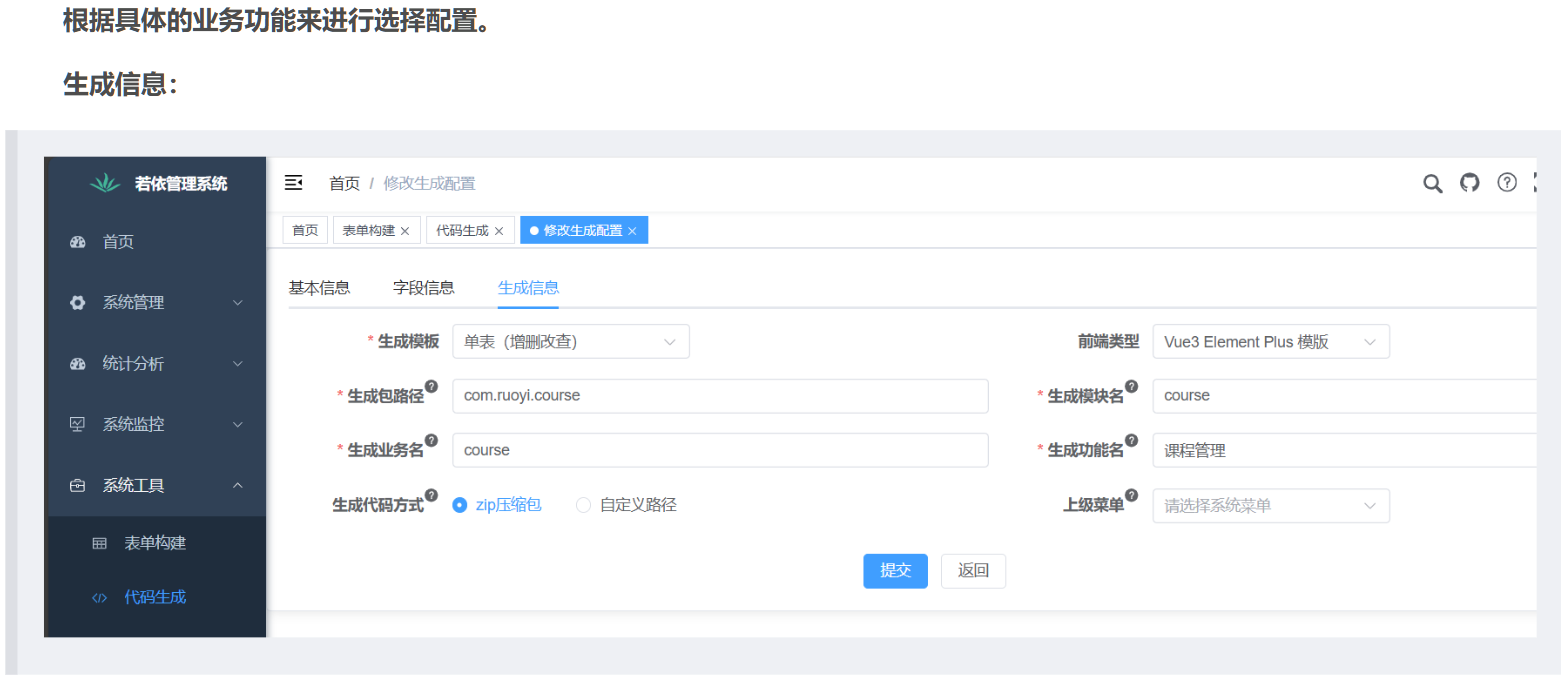 根据具体的业务功能来进行选择配置。
生成信息：
若依管理系统
首页 / 修改生成配置
首页 表单构建 × 代码生成 × 修改生成配置 ×
首页
系统管理
统计分析
系统监控
系统工具
表单构建
代码生成
基本信息 字段信息 生成信息
* 生成模板 单表（增删改查） 前端类型 Vue3 Element Plus 模版
* 生成包路径 com.ruoyi.course * 生成模块名 course
* 生成业务名 course * 生成功能名 课程管理
生成代码方式 zip压缩包 自定义路径 上级菜单 请选择系统菜单
提交 返回